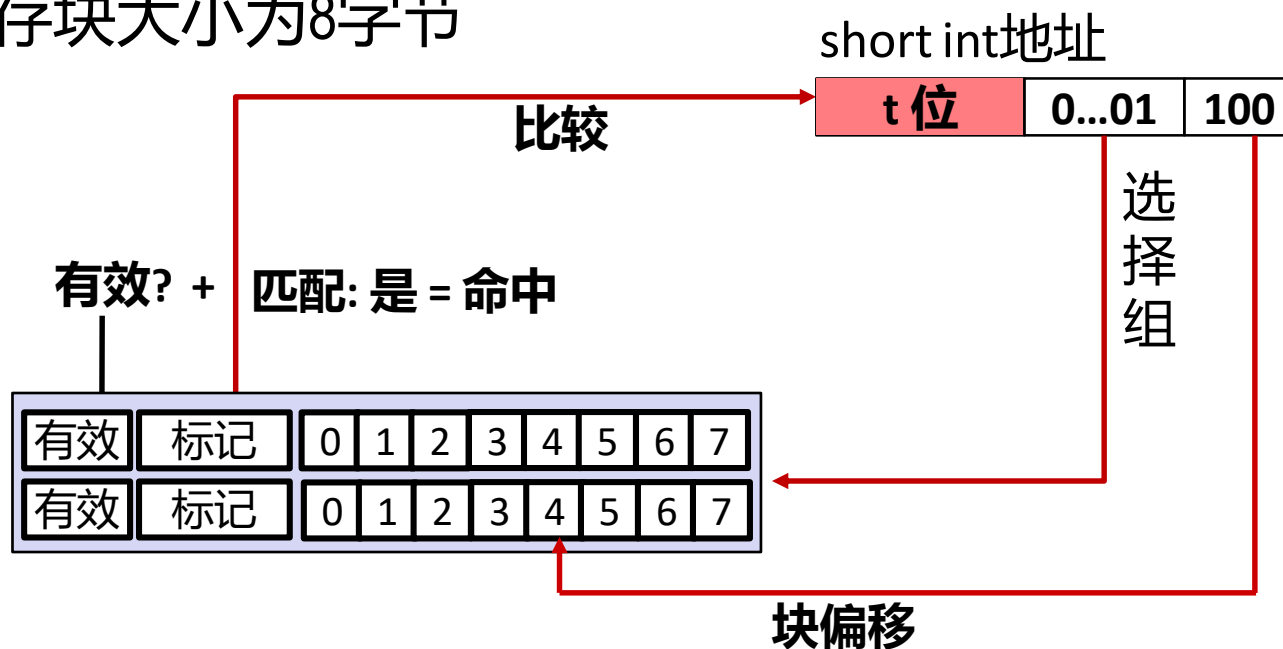 存块大小为8字节
short int地址
t 位 0...01 100
比较
选
择
组
有效? + 匹配: 是 = 命中
有效 标记 0 1 2 3 4 5 6 7
有效 标记 0 1 2 3 4 5 6 7
块偏移